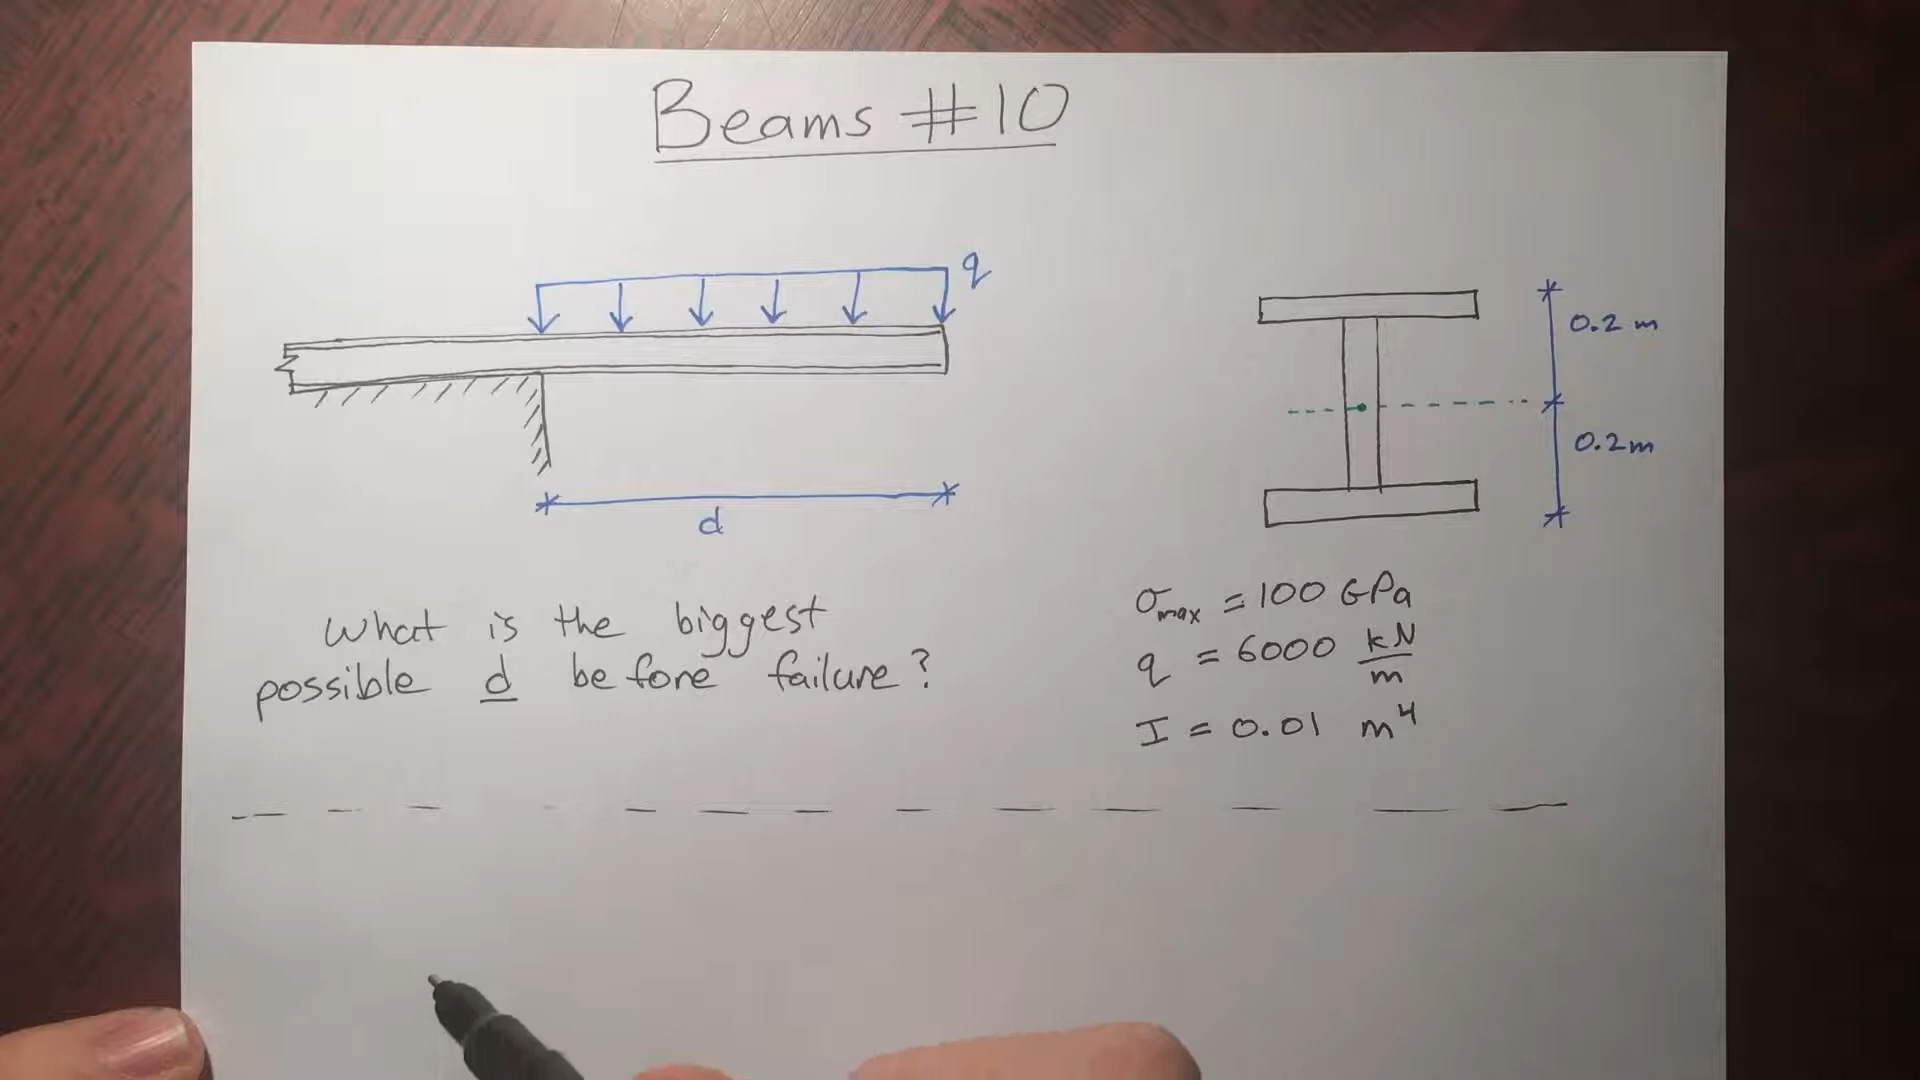 Beams #10
q
0.2 m
0.2m
d
What is the biggest
possible d before failure?
σmax = 100 GPa
q = 6000 kN/m
I = 0.01 m⁴